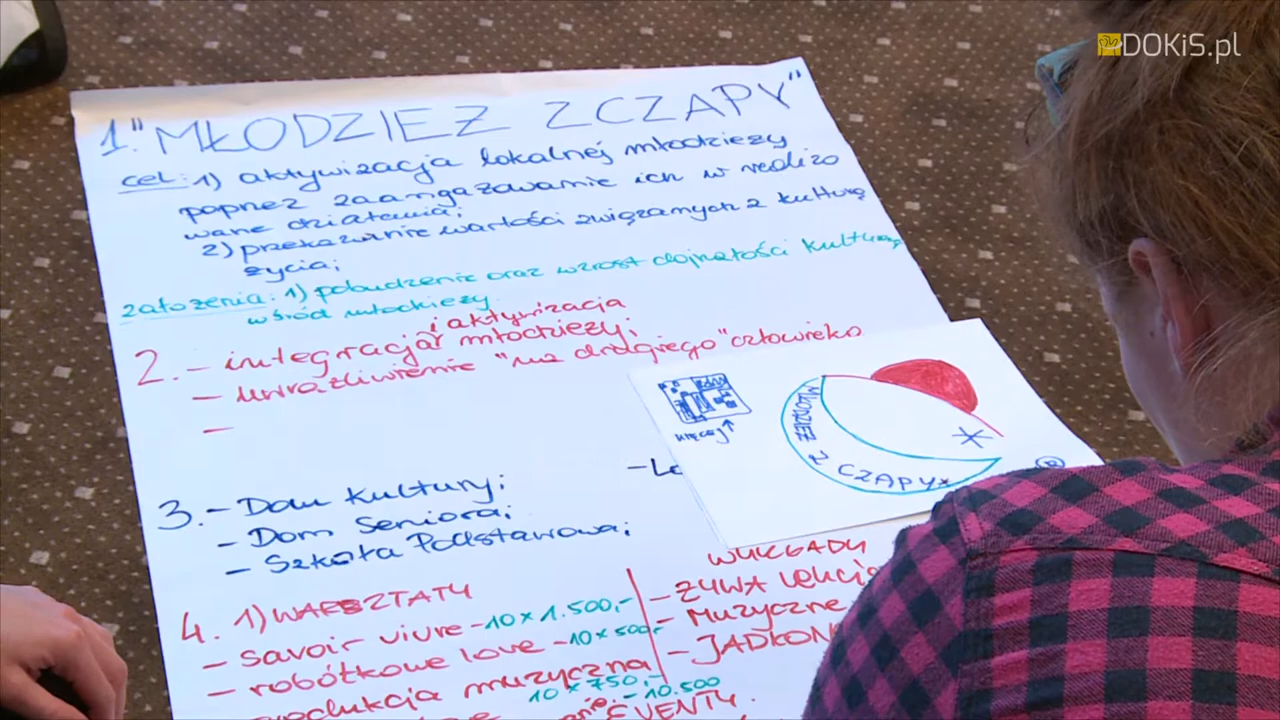 DOKiS.pl
1. "MŁODZIEŻ Z CZAPY"
cel: 1) aktywizacja lokalnej młodzieży
poprzez zaangażowanie ich w realizo
wane działania;
2) przekazanie wartości związanych z kulturą
życia;
założenia: 1) pobudzenie oraz wzrost dojrzałości
wśród młodzieży
i aktywizacja
2. - integracja młodzieży;
- uwrażliwienie "na drugiego" człowieka
-
więcej
MŁODZIEŻ Z CZAPY
3. - Dom Kultury;
- Dom Seniora;
- Szkoła Podstawowa;
4. 1) WARSZTATY
- savoir vivre - 10 x 1.500,-
- robótkowe love - 10 x 500,-
produkcja muzyczna
10 x 750,-
- 10.500
EVENTY
WYKŁADY
- ŻYWA lekcja
- Muzyczne